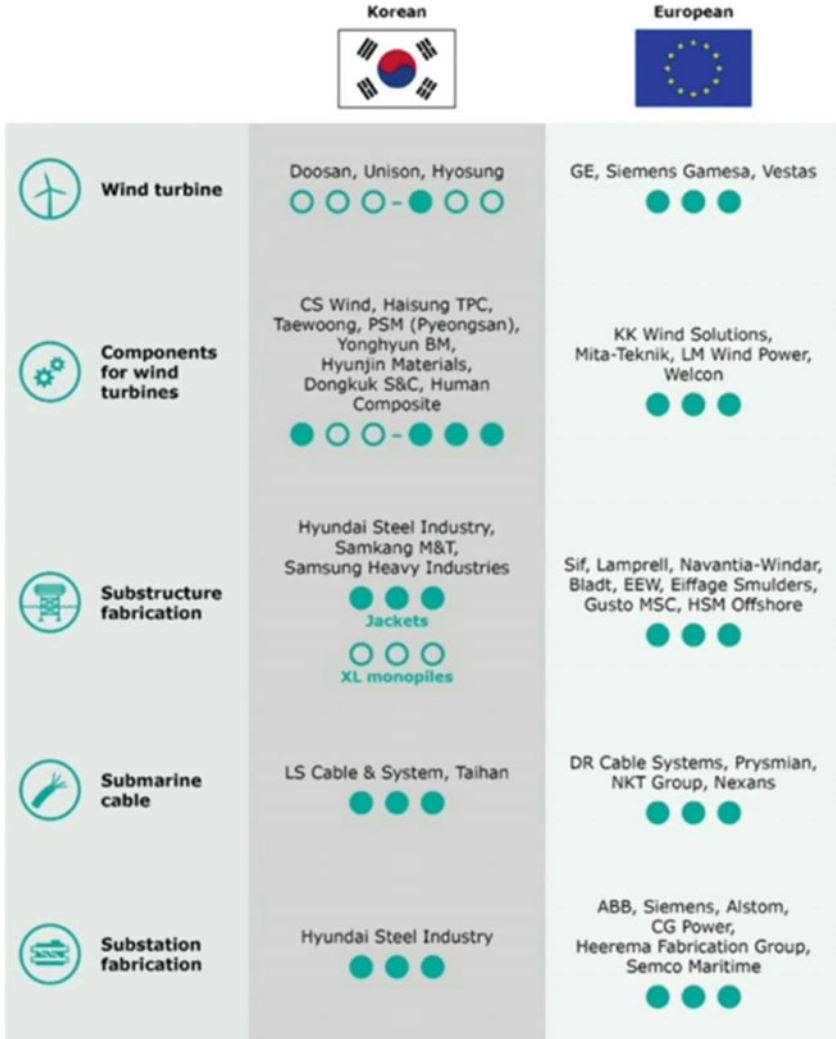 Korean
European
Wind turbine
Doosan, Unison, Hyosung
GE, Siemens Gamesa, Vestas
Components
for wind
turbines
CS Wind, Haisung TPC,
Taewoong, PSM (Pyeongsan),
Yonghyun BM,
Hyunjin Materials,
Dongkuk S&C, Human
Composite
KK Wind Solutions,
Mita-Teknik, LM Wind Power,
Welcon
Substructure
fabrication
Hyundai Steel Industry,
Samkang M&T,
Samsung Heavy Industries
Jackets
XL monopiles
Sif, Lamprell, Navantia-Windar,
Bladt, EEW, Eiffage Smulders,
Gusto MSC, HSM Offshore
Submarine
cable
LS Cable & System, Taihan
DR Cable Systems, Prysmian,
NKT Group, Nexans
Substation
fabrication
Hyundai Steel Industry
ABB, Siemens, Alstom,
CG Power,
Heerema Fabrication Group,
Semco Maritime